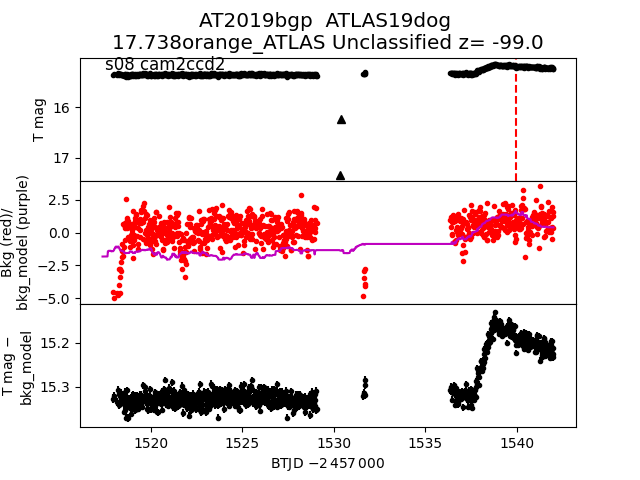 AT2019bgp  ATLAS19dog
17.738orange_ATLAS Unclassified z= -99.0
s08 cam2ccd2
T mag
16
17
Bkg (red)/
bkg_model (purple)
2.5
0.0
−2.5
−5.0
T mag −
bkg_model
15.2
15.3
1520
1525
1530
1535
1540
BTJD −2 457 000